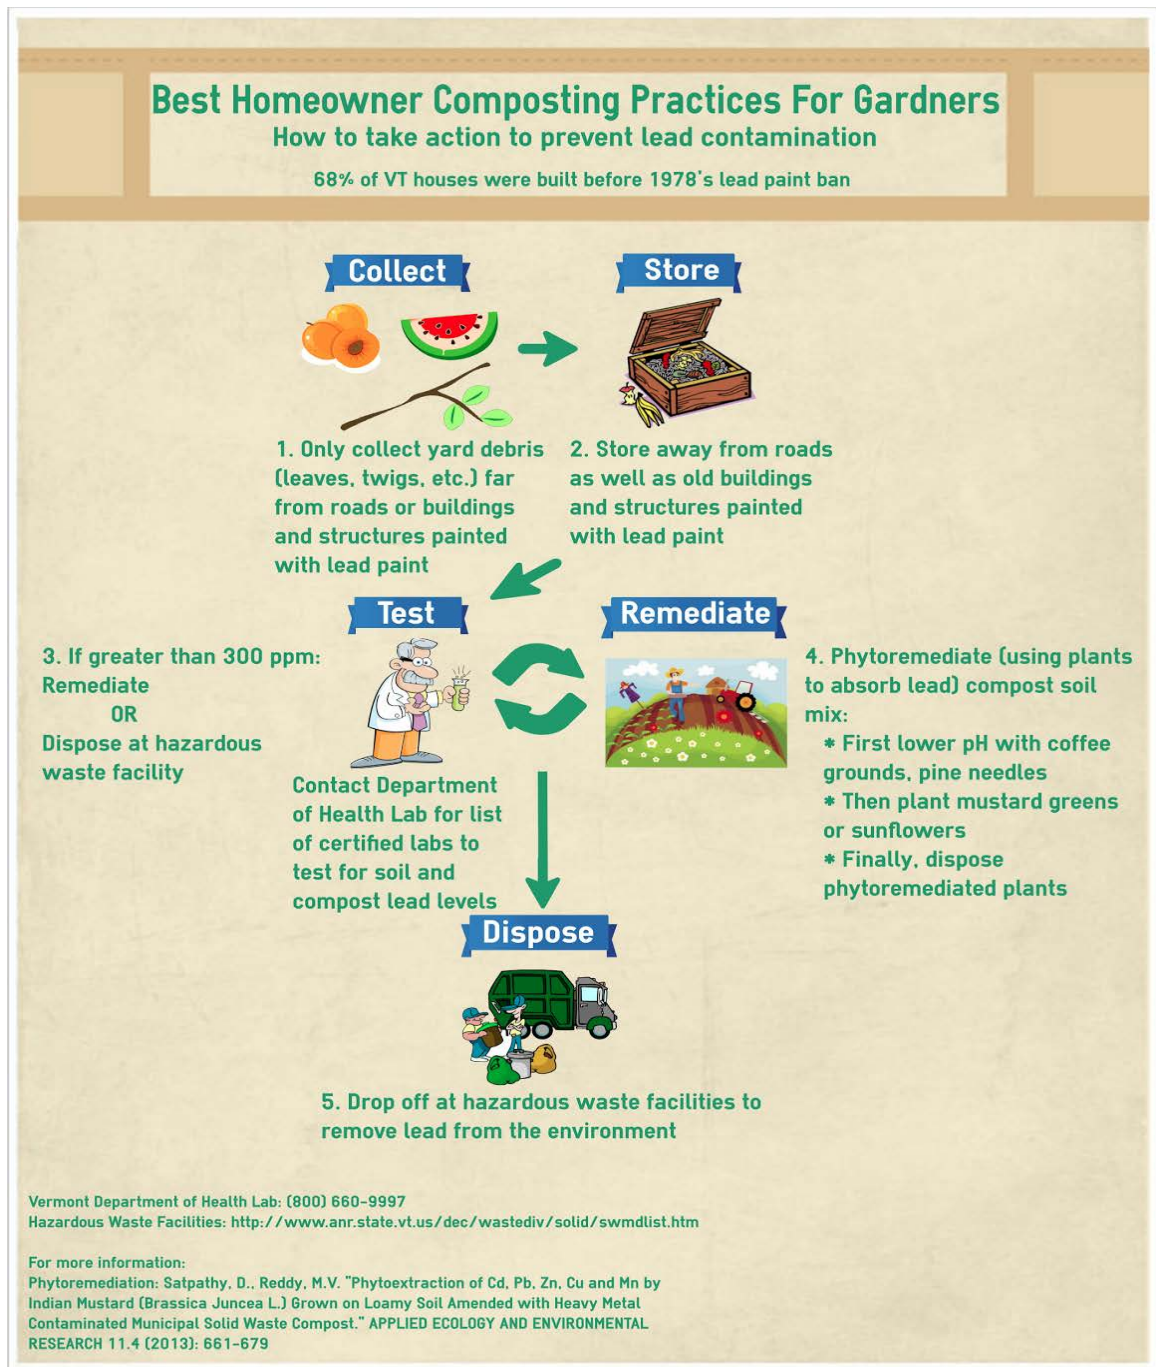 Best Homeowner Composting Practices For Gardners
How to take action to prevent lead contamination
68% of VT houses were built before 1978's lead paint ban
Collect
Store
1. Only collect yard debris
(leaves, twigs, etc.) far
from roads or buildings
and structures painted
with lead paint
2. Store away from roads
as well as old buildings
and structures painted
with lead paint
Test
Remediate
3. If greater than 300 ppm:
Remediate
OR
Dispose at hazardous
waste facility
Contact Department
of Health Lab for list
of certified labs to
test for soil and
compost lead levels
4. Phytoremediate (using plants
to absorb lead) compost soil
mix:
* First lower pH with coffee
grounds, pine needles
* Then plant mustard greens
or sunflowers
* Finally, dispose
phytoremediated plants
Dispose
5. Drop off at hazardous waste facilities to
remove lead from the environment
Vermont Department of Health Lab: (800) 660-9997
Hazardous Waste Facilities: http://www.anr.state.vt.us/dec/wastediv/solid/swmdlist.htm
For more information:
Phytoremediation: Satpathy, D., Reddy, M.V. "Phytoextraction of Cd, Pb, Zn, Cu and Mn by
Indian Mustard (Brassica Juncea L.) Grown on Loamy Soil Amended with Heavy Metal
Contaminated Municipal Solid Waste Compost." APPLIED ECOLOGY AND ENVIRONMENTAL
RESEARCH 11.4 (2013): 661-679